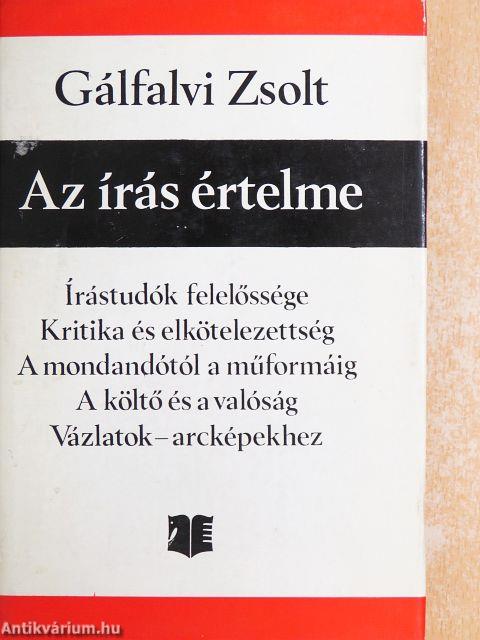 Gálfalvi Zsolt
Az írás értelme
Írástudók felelőssége
Kritika és elkötelezettség
A mondandótól a műformáig
A költő és a valóság
Vázlatok–arcképekhez
Antikvárium.hu